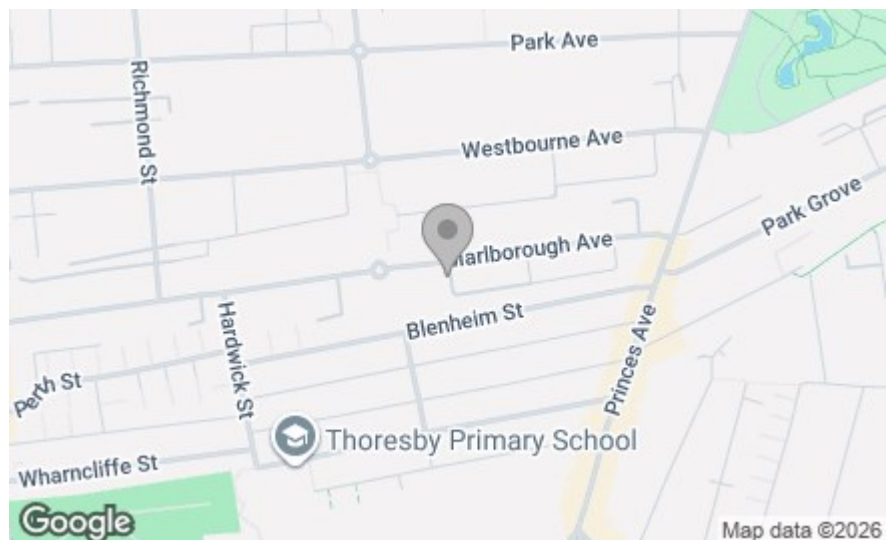 Park Ave
Richmond St
Westbourne Ave
Park Grove
arlborough Ave
Hardwick St
Blenheim St
Princes Ave
Perth St
Thoresby Primary School
Wharncliffe St
Google
Map data ©2026